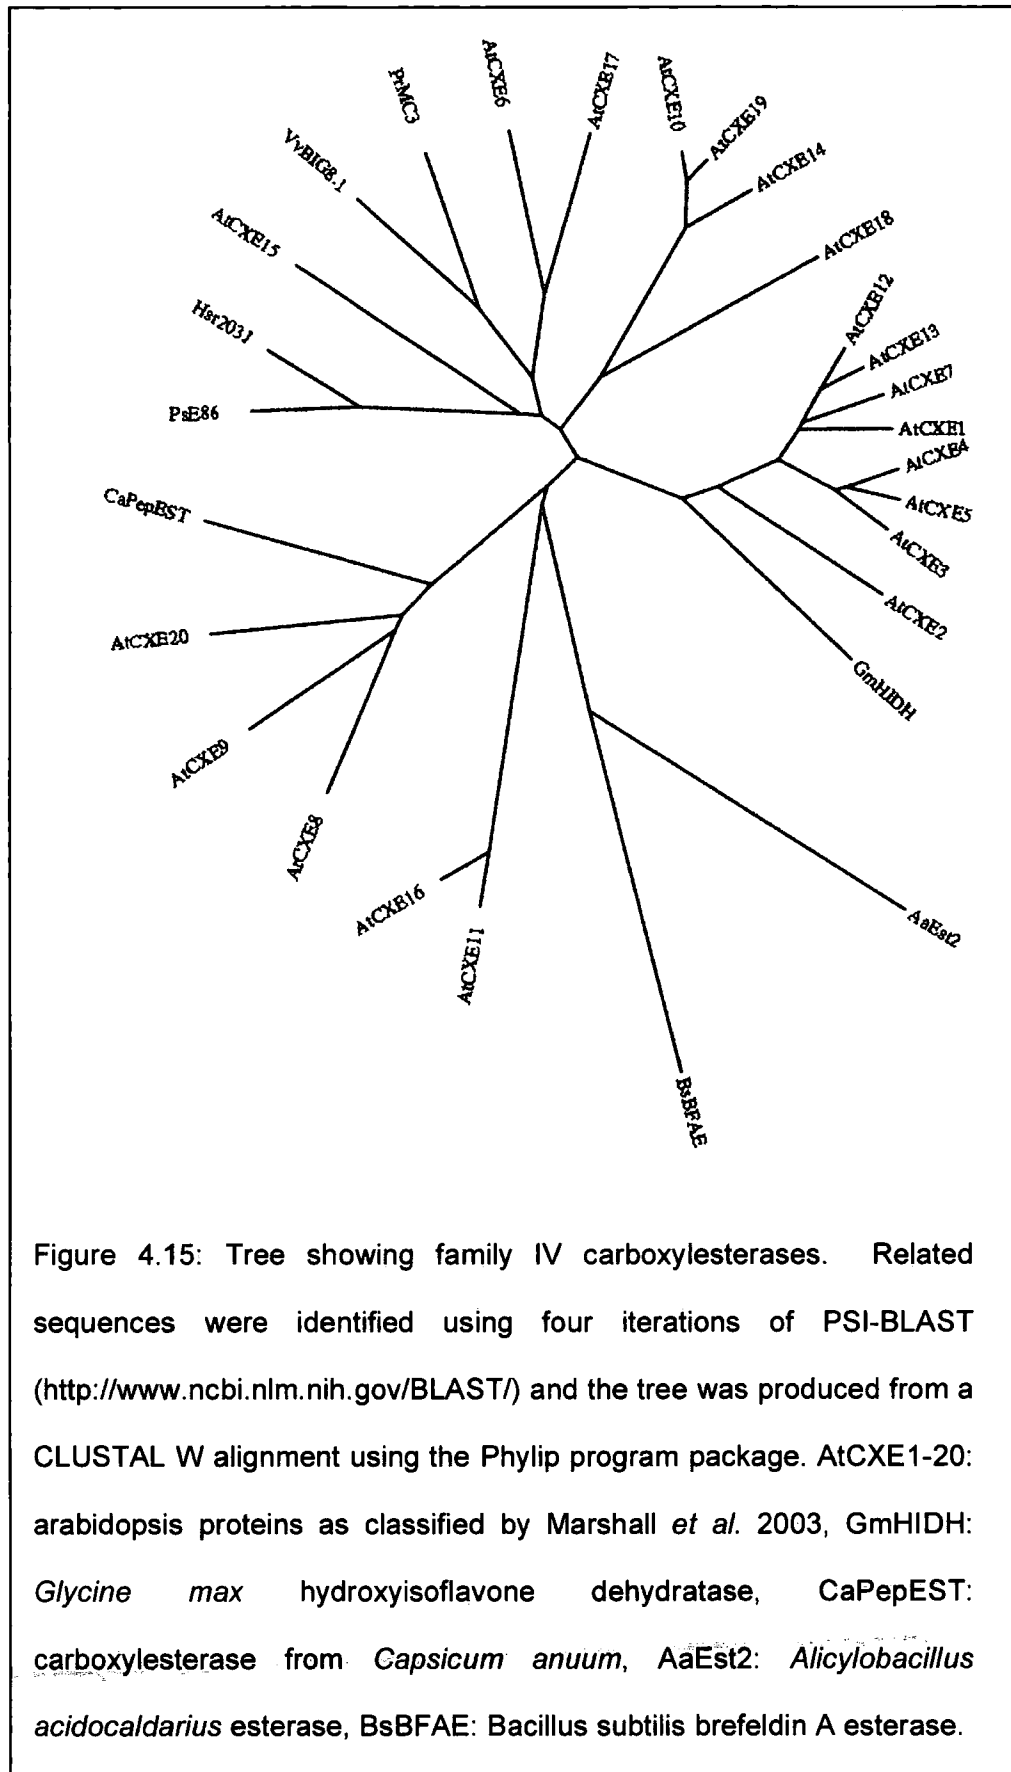 AtCXE6
AtCXE17
AtCXE10
PrMC3
AtCXE19
AtCXE14
VvBIG8.1
AtCXE15
AtCXE18
AtCXE12
Hsr203J
AtCXE13
AtCXE7
PsE86
AtCXE1
AtCXE4
CaPepEST
AtCXE5
AtCXE3
AtCXE2
AtCXE20
GmHIDH
AtCXE9
AtCXE8
AtCXE16
AaEst2
AtCXE11
BsBFAE
Figure 4.15: Tree showing family IV carboxylesterases. Related
sequences were identified using four iterations of PSI-BLAST
(http://www.ncbi.nlm.nih.gov/BLAST/) and the tree was produced from a
CLUSTAL W alignment using the Phylip program package. AtCXE1-20:
arabidopsis proteins as classified by Marshall et al. 2003, GmHIDH:
Glycine max hydroxyisoflavone dehydratase, CaPepEST:
carboxylesterase from Capsicum anuum, AaEst2: Alicylobacillus
acidocaldarius esterase, BsBFAE: Bacillus subtilis brefeldin A esterase.